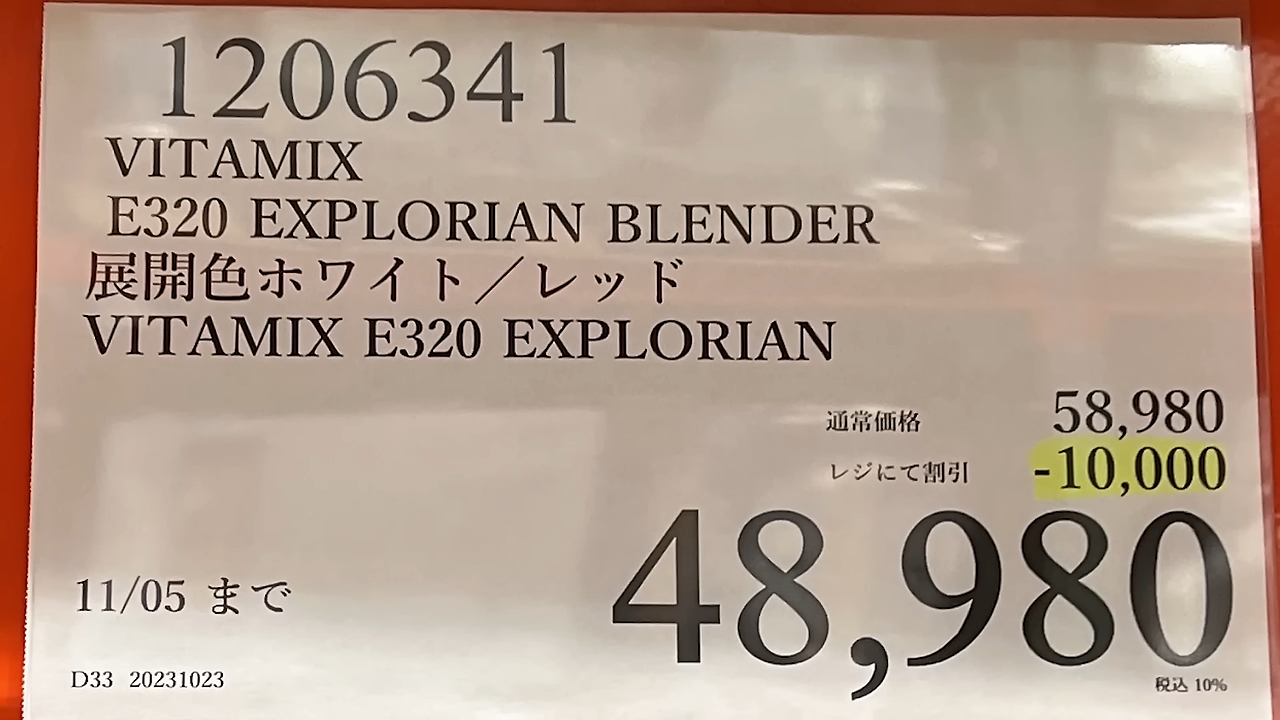 1206341
VITAMIX
E320 EXPLORIAN BLENDER
展開色ホワイト／レッド
VITAMIX E320 EXPLORIAN
通常価格 58,980
レジにて割引 -10,000
48,980
11/05 まで
税込 10%
D33 20231023